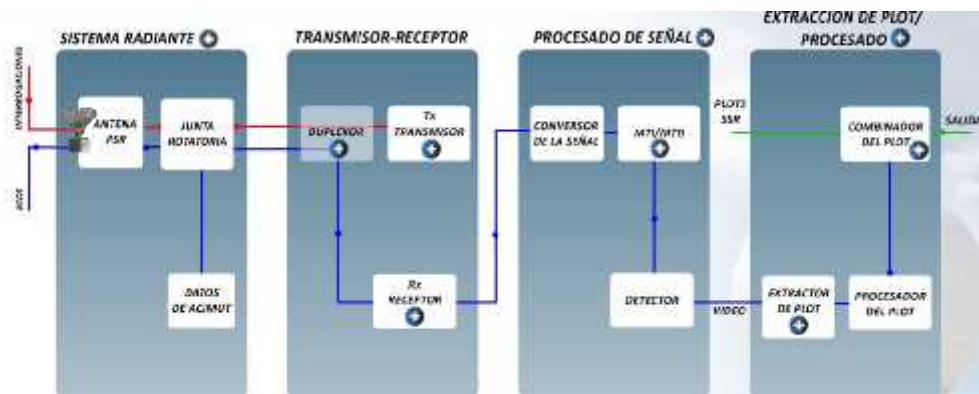 SISTEMA RADIANTE
TRANSMISOR-RECEPTOR
PROCESADO DE SEÑAL
EXTRACCION DE PLOT/
PROCESADO
INTERROGACIONES
ECOS
ANTENA
PSR
JUNTA
ROTATORIA
DATOS
DE ACIMUT
DUPLEXOR
Tx
TRANSMISOR
Rx
RECEPTOR
CONVERSOR
DE LA SEÑAL
MTI/MTD
DETECTOR
PLOTS
SSR
VIDEO
COMBINADOR
DEL PLOT
EXTRACTOR
DE PLOT
PROCESADOR
DEL PLOT
SALIDA